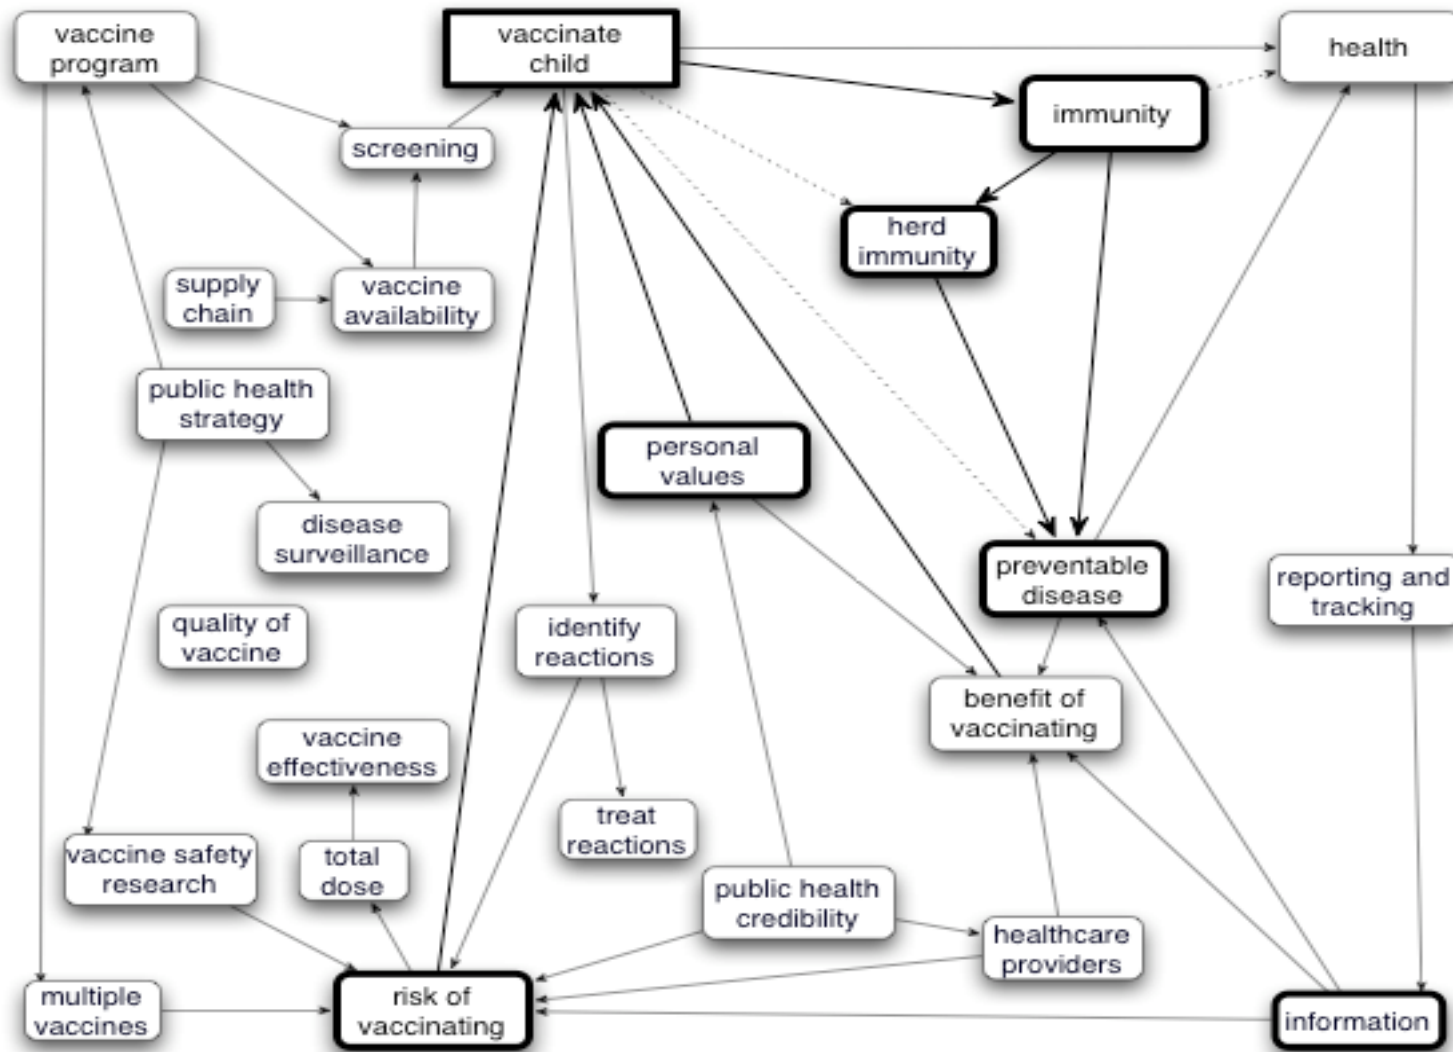 vaccine
program
vaccinate
child
health
immunity
screening
herd
immunity
supply
chain
vaccine
availability
public health
strategy
personal
values
disease
surveillance
preventable
disease
reporting and
tracking
quality of
vaccine
identify
reactions
benefit of
vaccinating
vaccine
effectiveness
treat
reactions
vaccine safety
research
total
dose
public health
credibility
healthcare
providers
multiple
vaccines
risk of
vaccinating
information